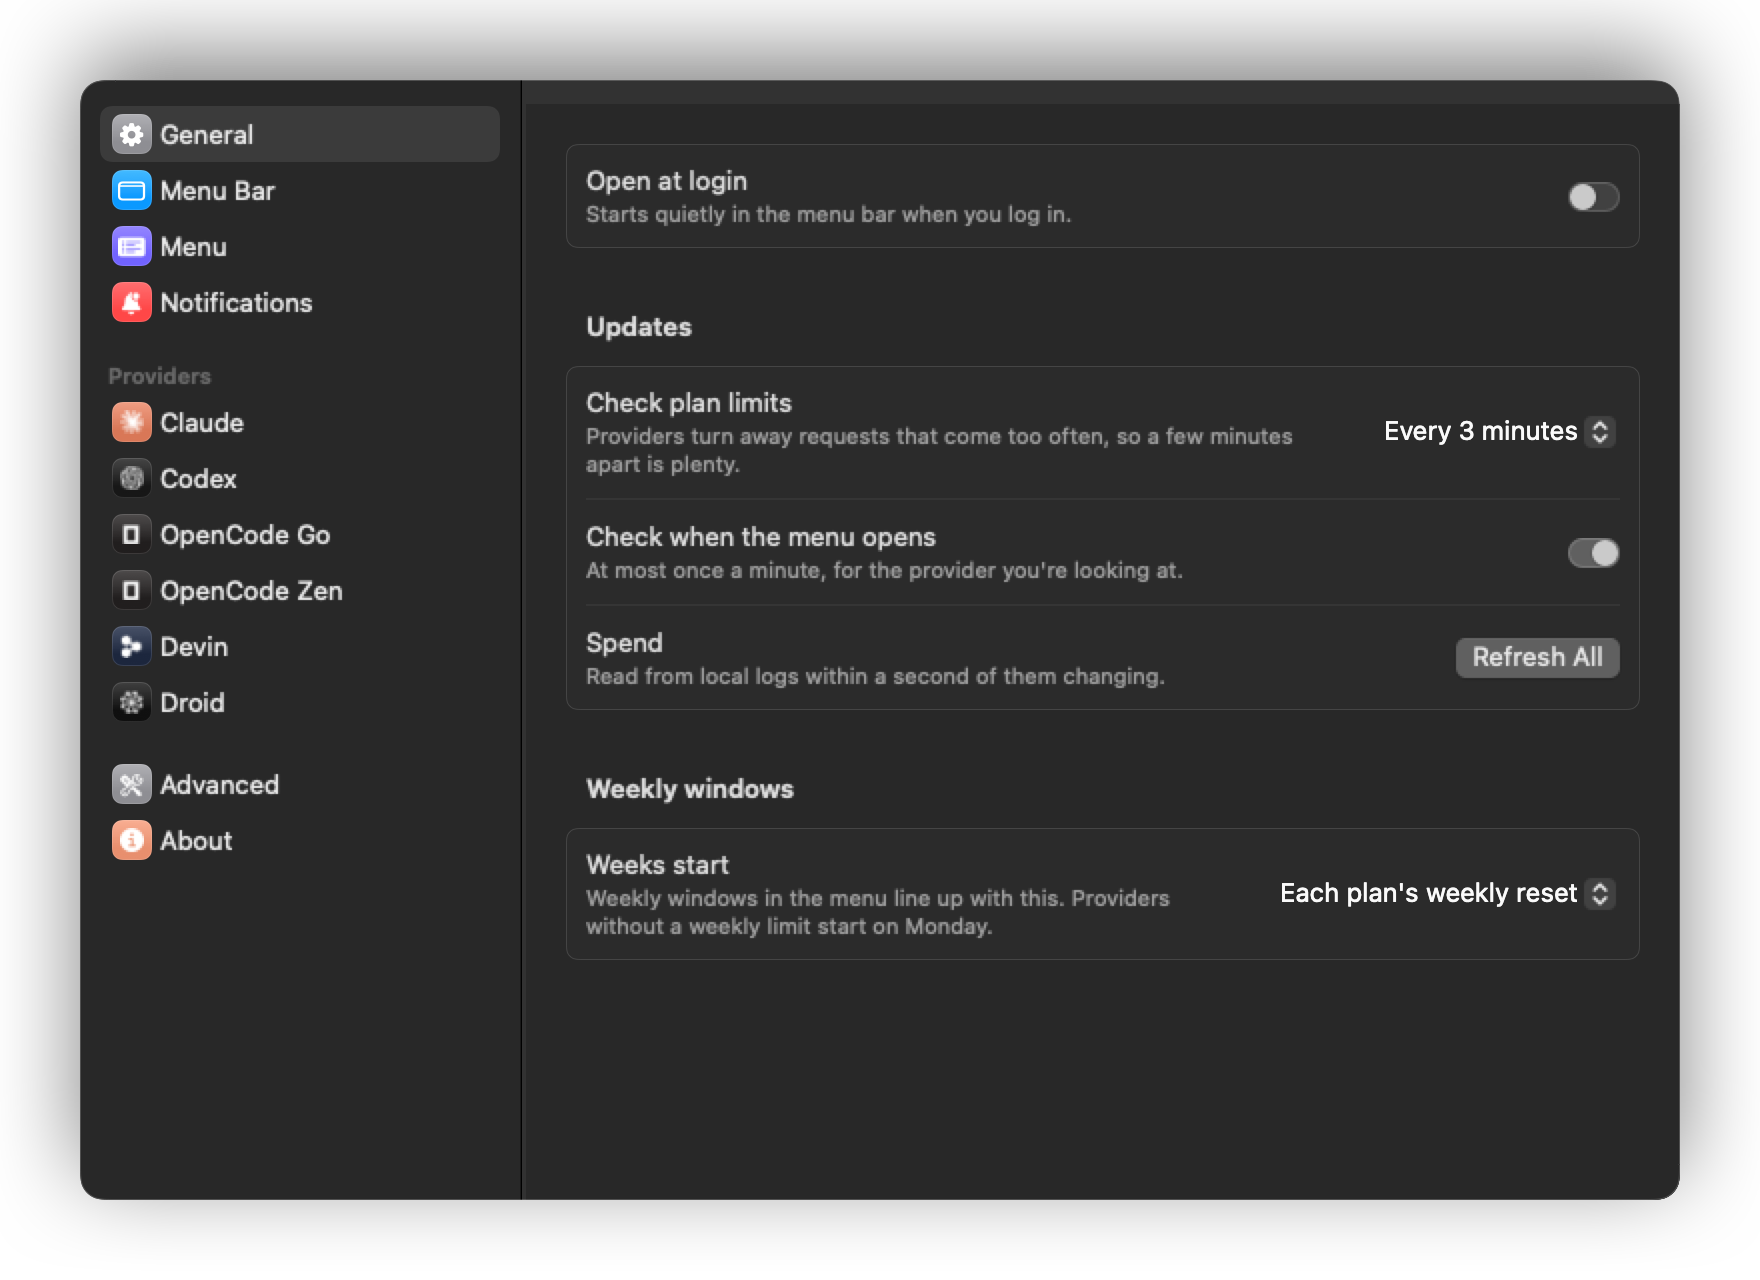 General
Menu Bar
Menu
Notifications
Providers
Claude
Codex
OpenCode Go
OpenCode Zen
Devin
Droid
Advanced
About
Open at login
Starts quietly in the menu bar when you log in.
Updates
Check plan limits
Providers turn away requests that come too often, so a few minutes
apart is plenty.
Every 3 minutes
Check when the menu opens
At most once a minute, for the provider you're looking at.
Spend
Read from local logs within a second of them changing.
Refresh All
Weekly windows
Weeks start
Weekly windows in the menu line up with this. Providers
without a weekly limit start on Monday.
Each plan's weekly reset